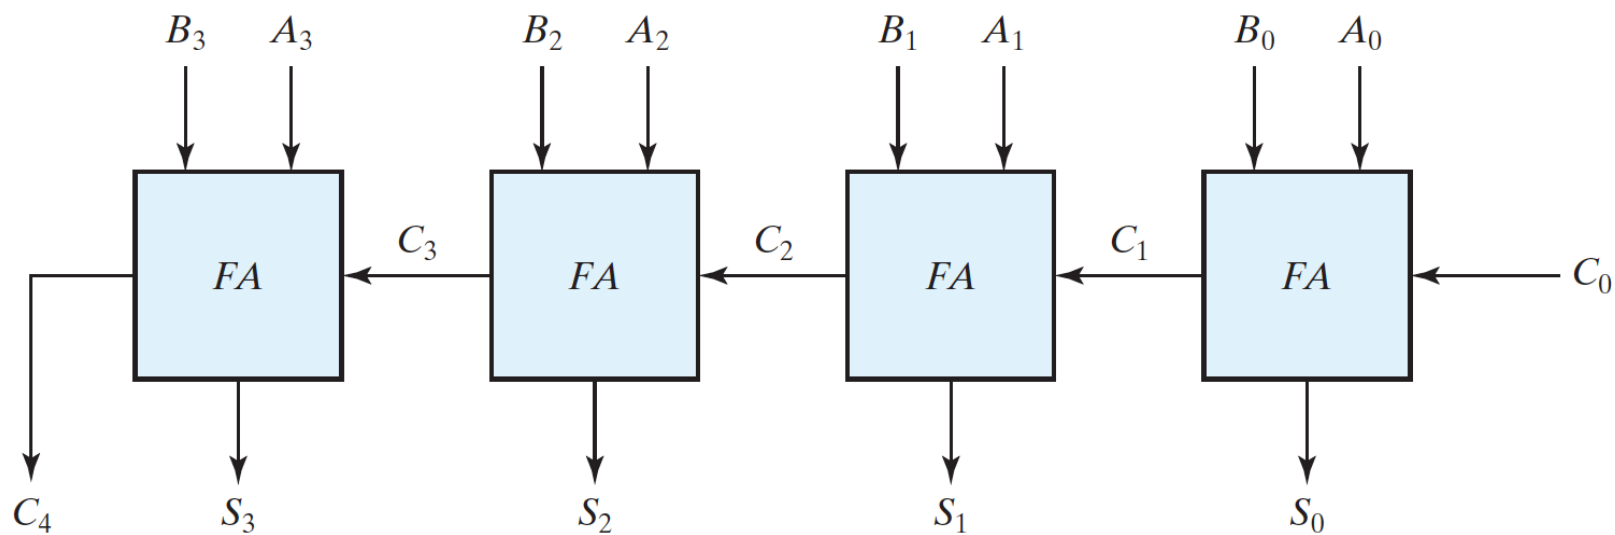 B₃ A₃ B₂ A₂ B₁ A₁ B₀ A₀
C₃ C₂ C₁
FA FA FA FA C₀
C₄ S₃ S₂ S₁ S₀